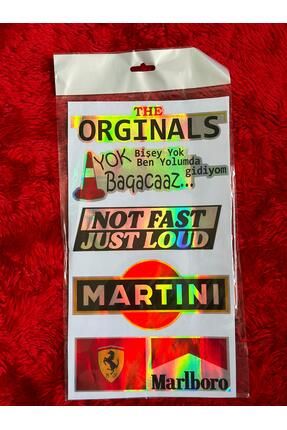 THE
ORGINALS
YOK
Bişey Yok
Ben Yolumda
gidiyom
Bagacaaz...
NOT FAST
JUST LOUD
MARTINI
Marlboro